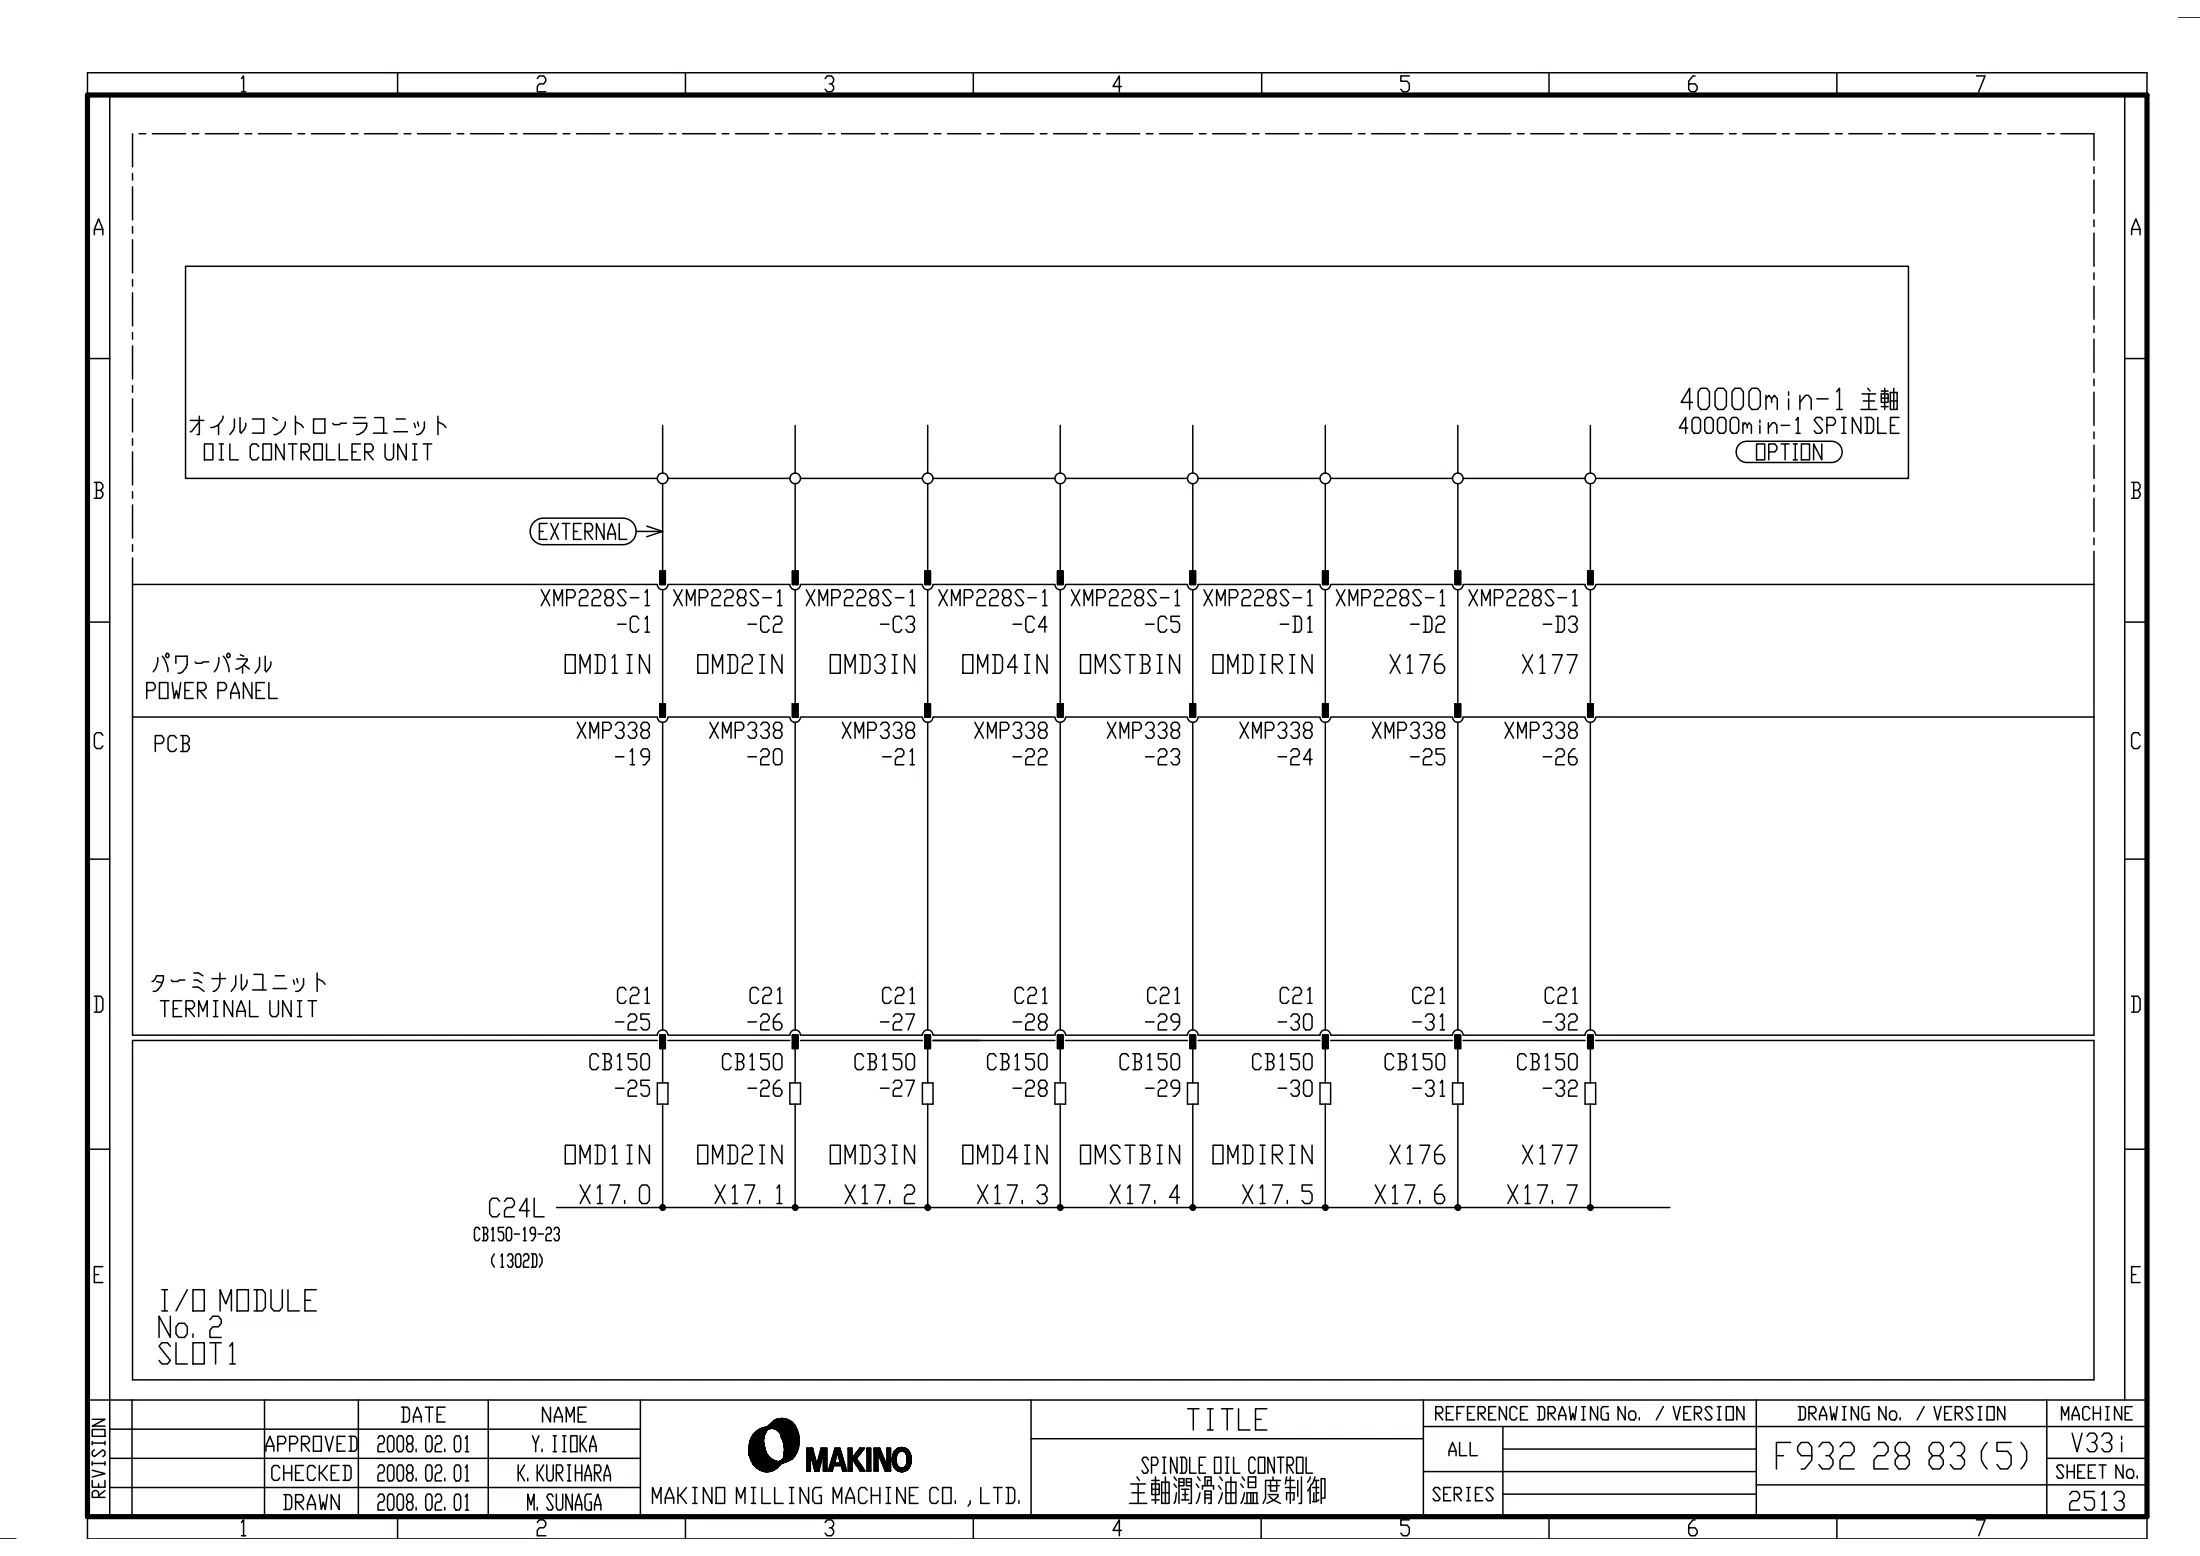 1 2 3 4 5 6 7
A A
40000min-1 主軸
オイルコントローラユニット 40000min-1 SPINDLE
OIL CONTROLLER UNIT OPTION
B B
EXTERNAL
XMP228S-1 XMP228S-1 XMP228S-1 XMP228S-1 XMP228S-1 XMP228S-1 XMP228S-1 XMP228S-1
-C1 -C2 -C3 -C4 -C5 -D1 -D2 -D3
パワーパネル OMD1IN OMD2IN OMD3IN OMD4IN OMSTBIN OMDIRIN X176 X177
POWER PANEL
C PCB XMP338 XMP338 XMP338 XMP338 XMP338 XMP338 XMP338 XMP338 C
-19 -20 -21 -22 -23 -24 -25 -26
ターミナルユニット C21 C21 C21 C21 C21 C21 C21 C21
D TERMINAL UNIT -25 -26 -27 -28 -29 -30 -31 -32 D
CB150 CB150 CB150 CB150 CB150 CB150 CB150 CB150
-25 -26 -27 -28 -29 -30 -31 -32
OMD1IN OMD2IN OMD3IN OMD4IN OMSTBIN OMDIRIN X176 X177
C24L X17.0 X17.1 X17.2 X17.3 X17.4 X17.5 X17.6 X17.7
CB150-19-23
(1302D)
E E
I/O MODULE
No.2
SLOT1
REVISION
DATE NAME
APPROVED 2008.02.01 Y.IIOKA
CHECKED 2008.02.01 K.KURIHARA
DRAWN 2008.02.01 M.SUNAGA
MAKINO
MAKINO MILLING MACHINE CO.,LTD.
TITLE
SPINDLE OIL CONTROL
主軸潤滑油温度制御
REFERENCE DRAWING No. / VERSION
ALL
SERIES
DRAWING No. / VERSION
F932 28 83(5)
MACHINE
V33i
SHEET No.
2513
1 2 3 4 5 6 7